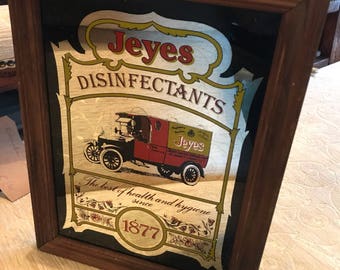 Jeyes
DISINFECTANTS
Jeyes
The best of health and hygiene
since
1877